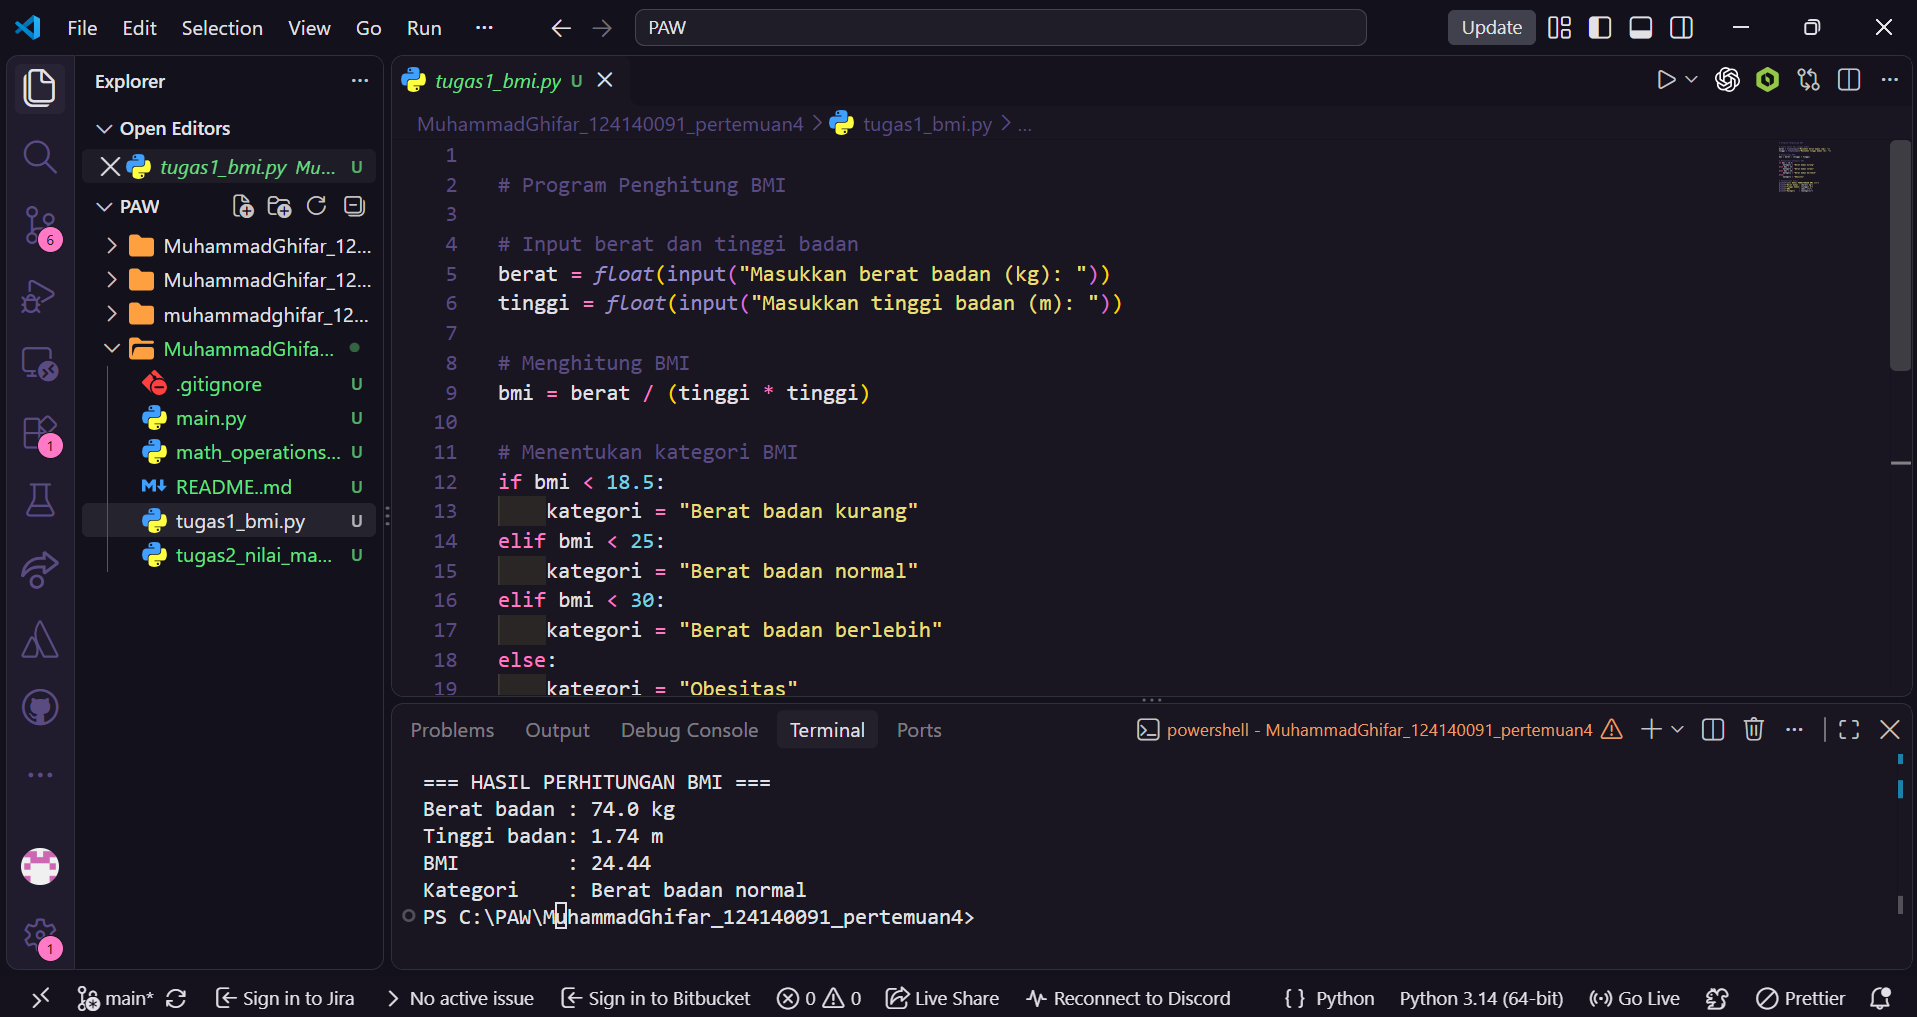 File Edit Selection View Go Run ... PAW Update
Explorer ...
Open Editors
tugas1_bmi.py Mu... U
PAW
MuhammadGhifar_12...
MuhammadGhifar_12...
muhammadghifar_12...
MuhammadGhifa...
.gitignore U
main.py U
math_operations... U
README..md U
tugas1_bmi.py U
tugas2_nilai_ma... U
6
1
1
tugas1_bmi.py U
MuhammadGhifar_124140091_pertemuan4 > tugas1_bmi.py > ...
1
2 # Program Penghitung BMI
3
4 # Input berat dan tinggi badan
5 berat = float(input("Masukkan berat badan (kg): "))
6 tinggi = float(input("Masukkan tinggi badan (m): "))
7
8 # Menghitung BMI
9 bmi = berat / (tinggi * tinggi)
10
11 # Menentukan kategori BMI
12 if bmi < 18.5:
13     kategori = "Berat badan kurang"
14 elif bmi < 25:
15     kategori = "Berat badan normal"
16 elif bmi < 30:
17     kategori = "Berat badan berlebih"
18 else:
19     kategori = "Obesitas"
Problems Output Debug Console Terminal Ports powershell - MuhammadGhifar_124140091_pertemuan4
=== HASIL PERHITUNGAN BMI ===
Berat badan : 74.0 kg
Tinggi badan: 1.74 m
BMI         : 24.44
Kategori    : Berat badan normal
PS C:\PAW\MuhammadGhifar_124140091_pertemuan4>
main* Sign in to Jira > No active issue Sign in to Bitbucket 0 0 Live Share Reconnect to Discord {} Python Python 3.14 (64-bit) Go Live Prettier